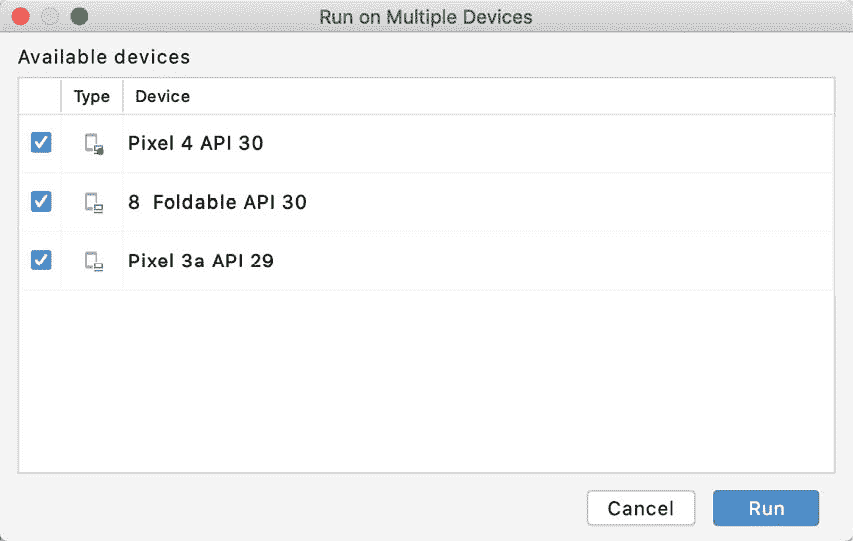 Run on Multiple Devices
Available devices
Type Device
Pixel 4 API 30
8 Foldable API 30
Pixel 3a API 29
Cancel Run